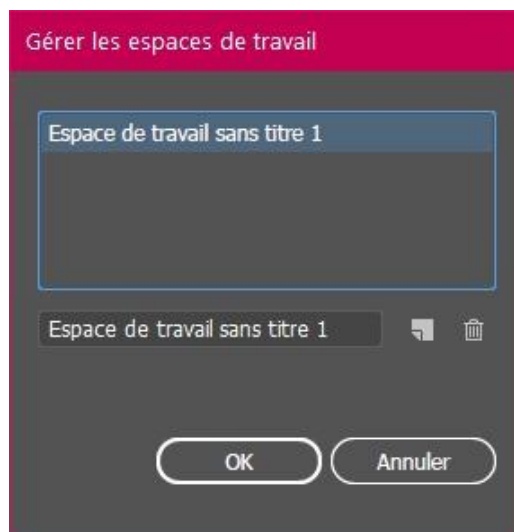 Gérer les espaces de travail
Espace de travail sans titre 1
Espace de travail sans titre 1
OK
Annuler